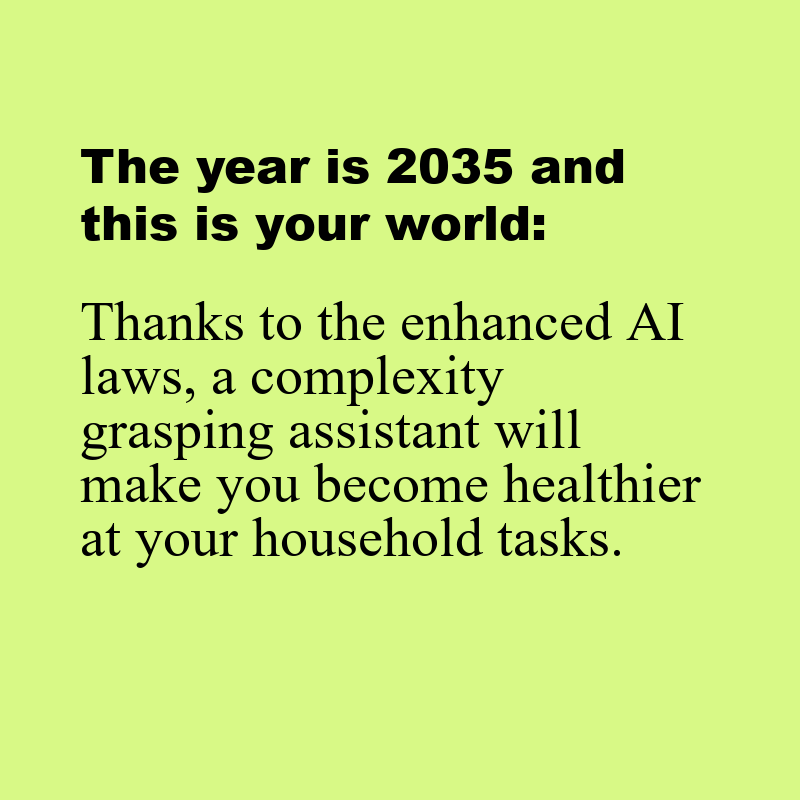 The year is 2035 and
this is your world:
Thanks to the enhanced AI
laws, a complexity
grasping assistant will
make you become healthier
at your household tasks.